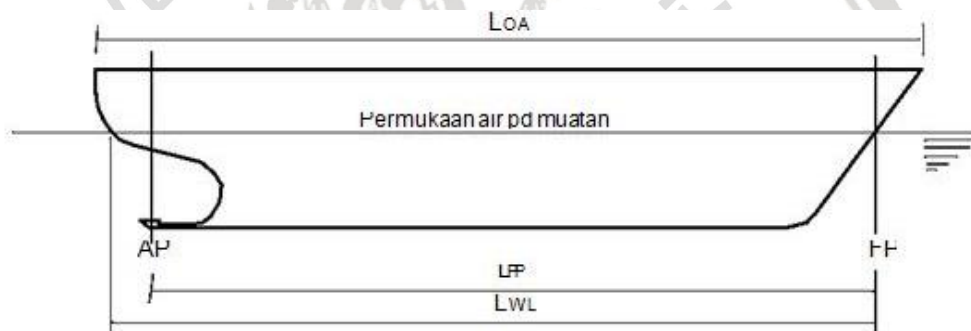 LOA
Permukaan air pd muatan
AP FP
LPP
LWL